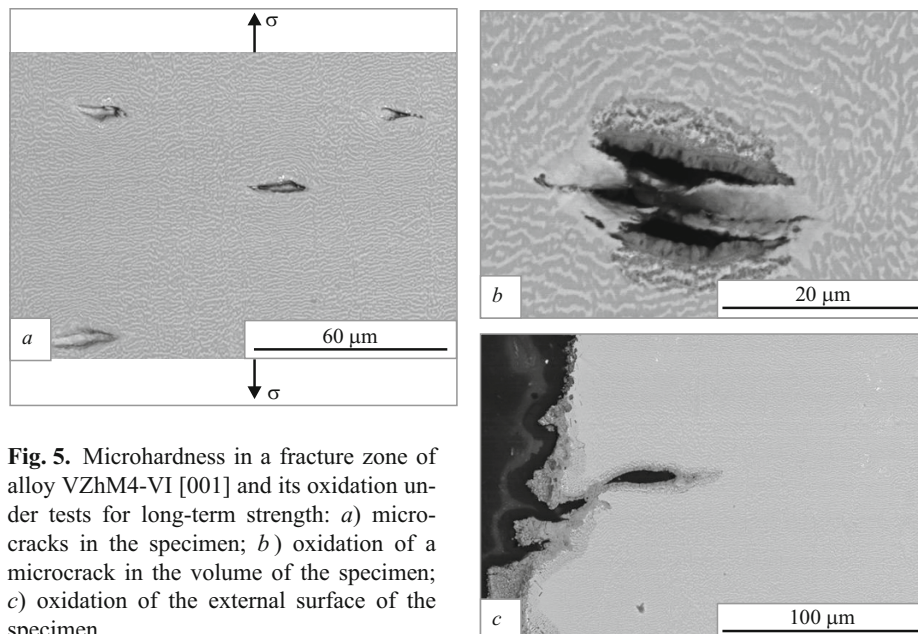 σ
a
60 μm
σ
b
20 μm
c
100 μm
Fig. 5. Microhardness in a fracture zone of
alloy VZhM4-VI [001] and its oxidation un-
der tests for long-term strength: a) micro-
cracks in the specimen; b) oxidation of a
microcrack in the volume of the specimen;
c) oxidation of the external surface of the
specimen